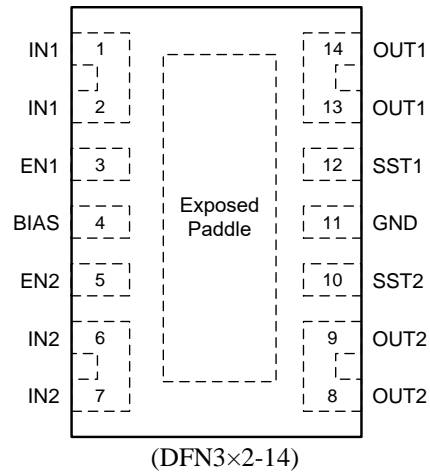 IN1 1 14 OUT1
IN1 2 13 OUT1
EN1 3 12 SST1
BIAS 4 Exposed Paddle 11 GND
EN2 5 10 SST2
IN2 6 9 OUT2
IN2 7 8 OUT2
(DFN3×2-14)